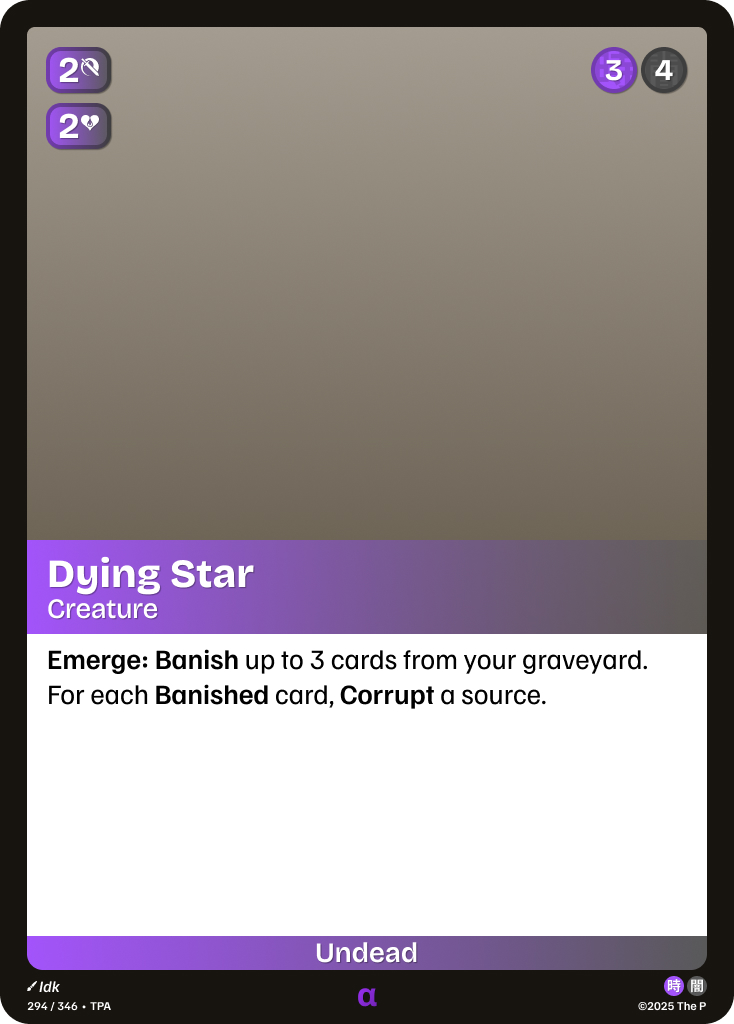 2
2
3 4
Dying Star
Creature
Emerge: Banish up to 3 cards from your graveyard.
For each Banished card, Corrupt a source.
Undead
Idk
294 / 346 • TPA
α
時 間
©2025 The P